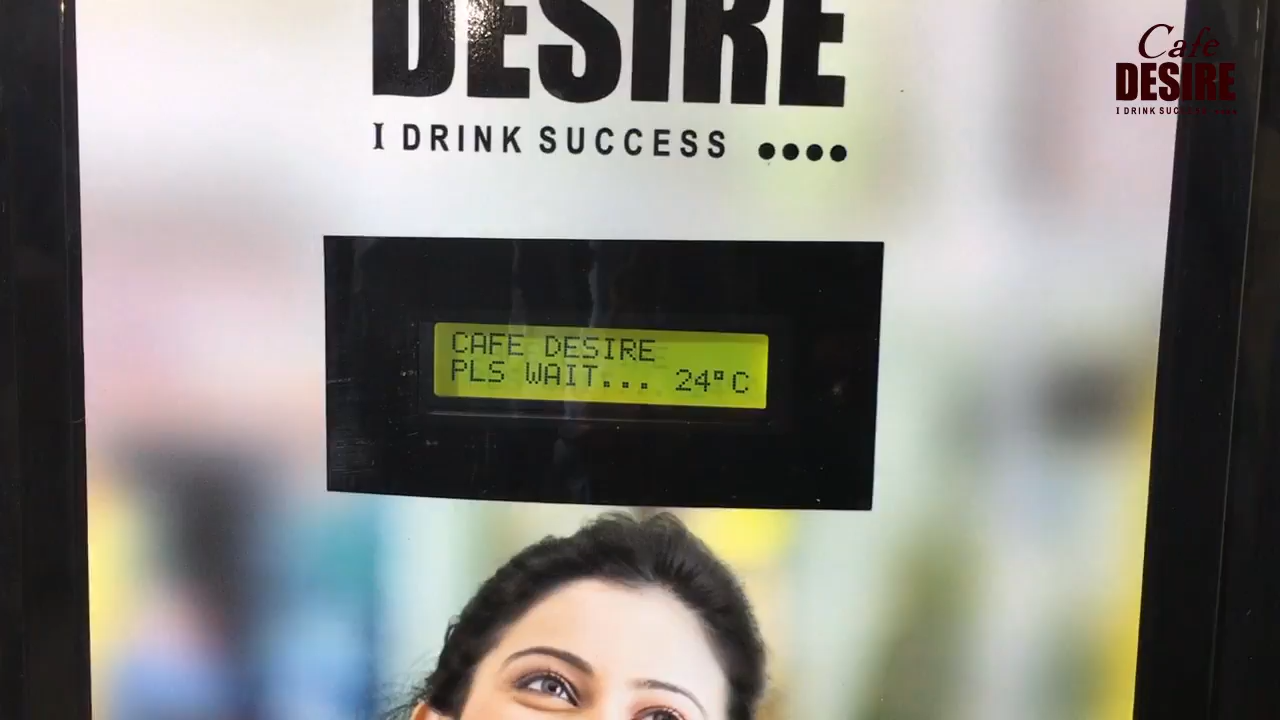 DESIRE
I DRINK SUCCESS ....
CAFE DESIRE
PLS WAIT... 24°C
Cafe
DESIRE
I DRINK SUCCESS ....